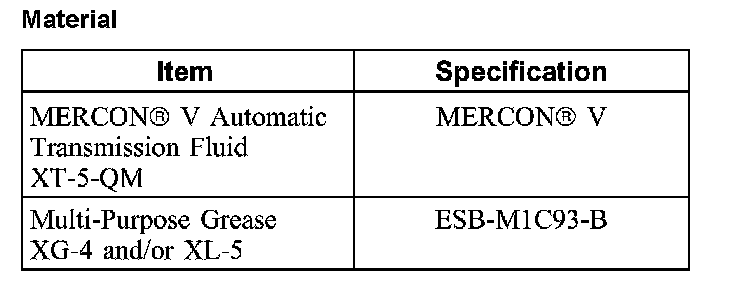 Material
Item Specification
MERCON® V Automatic MERCON® V
Transmission Fluid
XT-5-QM
Multi-Purpose Grease ESB-M1C93-B
XG-4 and/or XL-5